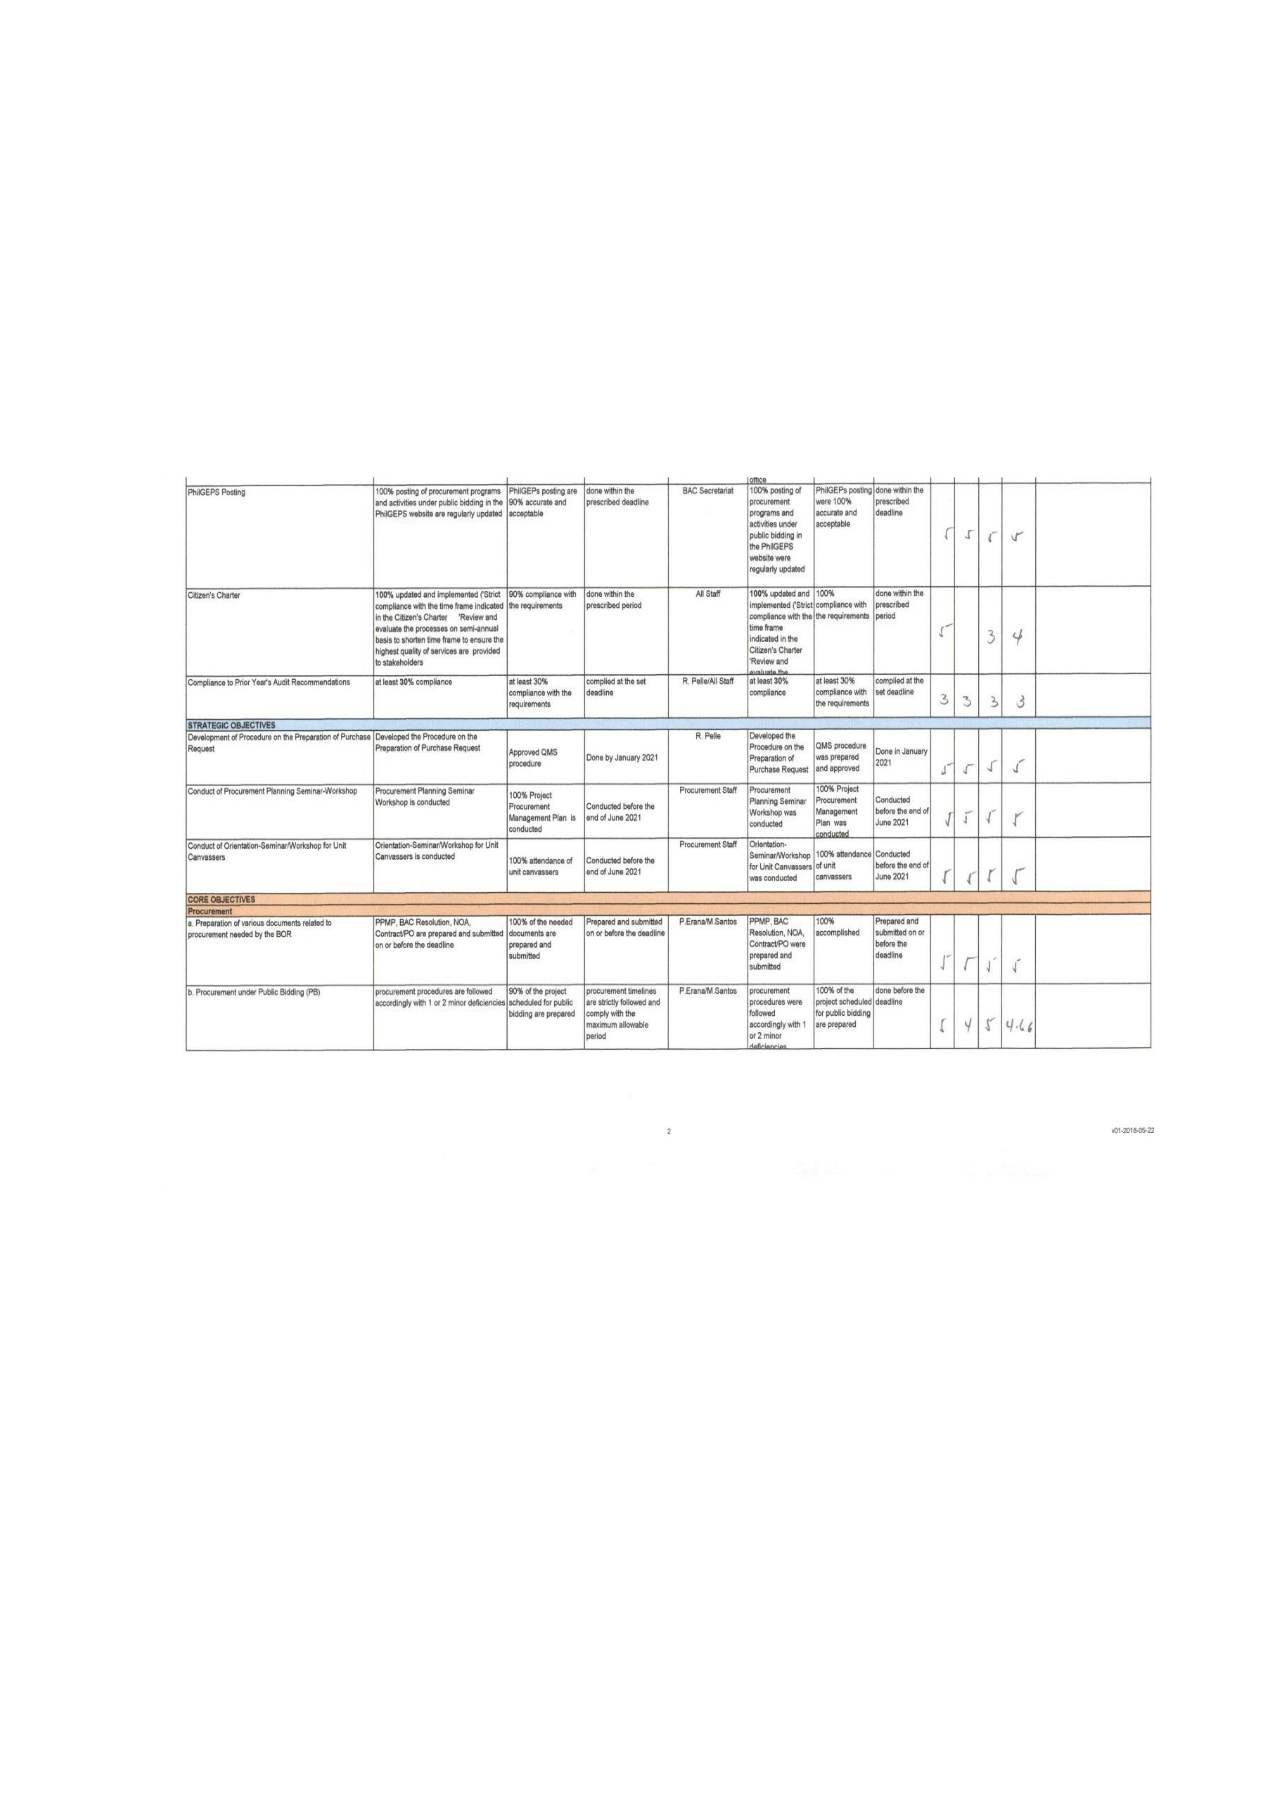 office
PhilGEPS Posting
100% posting of procurement programs
and activities under public bidding in the
PhilGEPS website are regularly updated
PhilGEPs posting are
90% accurate and
acceptable
done within the
prescribed deadline
BAC Secretariat
100% posting of
procurement
programs and
activities under
public bidding in
the PhilGEPS
website were
regularly updated
PhilGEPs posting
were 100%
accurate and
acceptable
done within the
prescribed
deadline
5 5 5 5
Citizen's Charter
100% updated and implemented ('Strict
compliance with the time frame indicated
in the Citizen's Charter 'Review and
evaluate the processes on semi-annual
basis to shorten time frame to ensure the
highest quality of services are provided
to stakeholders
90% compliance with
the requirements
done within the
prescribed period
All Staff
100% updated and
implemented ('Strict
compliance with the
time frame
indicated in the
Citizen's Charter
'Review and
evaluate the
100%
compliance with
the requirements
done within the
prescribed
period
5 3 4
Compliance to Prior Year's Audit Recommendations
at least 30% compliance
at least 30%
compliance with the
requirements
complied at the set
deadline
R. Pelle/All Staff
at least 30%
compliance
at least 30%
compliance with
the requirements
complied at the
set deadline
3 3 3 3
STRATEGIC OBJECTIVES
Development of Procedure on the Preparation of Purchase
Request
Developed the Procedure on the
Preparation of Purchase Request
Approved QMS
procedure
Done by January 2021
R. Pelle
Developed the
Procedure on the
Preparation of
Purchase Request
QMS procedure
was prepared
and approved
Done in January
2021
5 5 5 5
Conduct of Procurement Planning Seminar-Workshop
Procurement Planning Seminar
Workshop is conducted
100% Project
Procurement
Management Plan is
conducted
Conducted before the
end of June 2021
Procurement Staff
Procurement
Planning Seminar
Workshop was
conducted
100% Project
Procurement
Management
Plan was
conducted
Conducted
before the end of
June 2021
5 5 5 5
Conduct of Orientation-Seminar/Workshop for Unit
Canvassers
Orientation-Seminar/Workshop for Unit
Canvassers is conducted
100% attendance of
unit canvassers
Conducted before the
end of June 2021
Procurement Staff
Orientation-
Seminar/Workshop
for Unit Canvassers
was conducted
100% attendance
of unit
canvassers
Conducted
before the end of
June 2021
5 5 5 5
CORE OBJECTIVES
Procurement
a. Preparation of various documents related to
procurement needed by the BOR
PPMP, BAC Resolution, NOA,
Contract/PO are prepared and submitted
on or before the deadline
100% of the needed
documents are
prepared and
submitted
Prepared and submitted
on or before the deadline
P.Erana/M.Santos
PPMP, BAC
Resolution, NOA,
Contract/PO were
prepared and
submitted
100%
accomplished
Prepared and
submitted on or
before the
deadline
5 5 5 5
b. Procurement under Public Bidding (PB)
procurement procedures are followed
accordingly with 1 or 2 minor deficiencies
90% of the project
scheduled for public
bidding are prepared
procurement timelines
are strictly followed and
comply with the
maximum allowable
period
P.Erana/M.Santos
procurement
procedures were
followed
accordingly with 1
or 2 minor
deficiencies
100% of the
project scheduled
for public bidding
are prepared
done before the
deadline
5 4 5 4.66
2
v01-2018-05-22